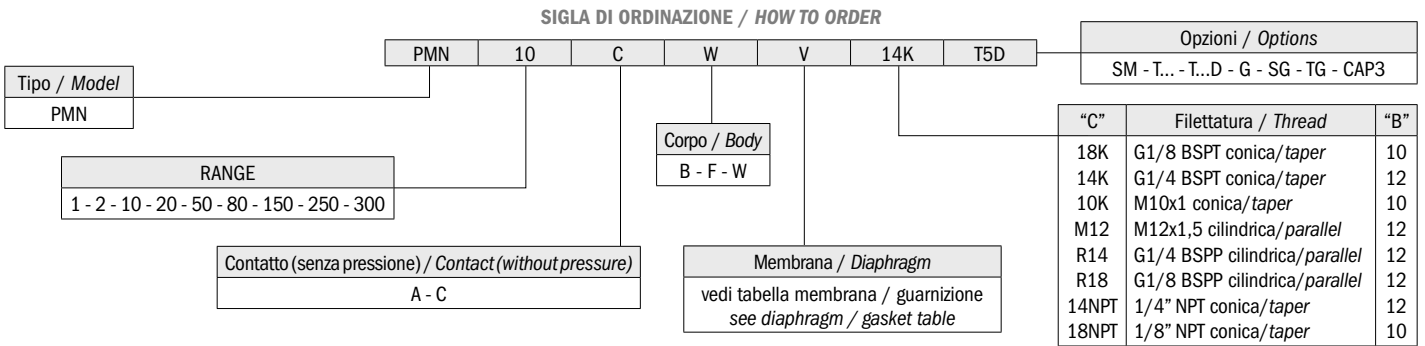 SIGLA DI ORDINAZIONE / HOW TO ORDER
PMN 10 C W V 14K T5D
Opzioni / Options
SM - T... - T...D - G - SG - TG - CAP3
Tipo / Model
PMN
RANGE
1 - 2 - 10 - 20 - 50 - 80 - 150 - 250 - 300
Contatto (senza pressione) / Contact (without pressure)
A - C
Corpo / Body
B - F - W
Membrana / Diaphragm
vedi tabella membrana / guarnizione
see diaphragm / gasket table
“C” Filettatura / Thread “B”
18K G1/8 BSPT conica/taper 10
14K G1/4 BSPT conica/taper 12
10K M10x1 conica/taper 10
M12 M12x1,5 cilindrica/parallel 12
R14 G1/4 BSPP cilindrica/parallel 12
R18 G1/8 BSPP cilindrica/parallel 12
14NPT 1/4” NPT conica/taper 12
18NPT 1/8” NPT conica/taper 10